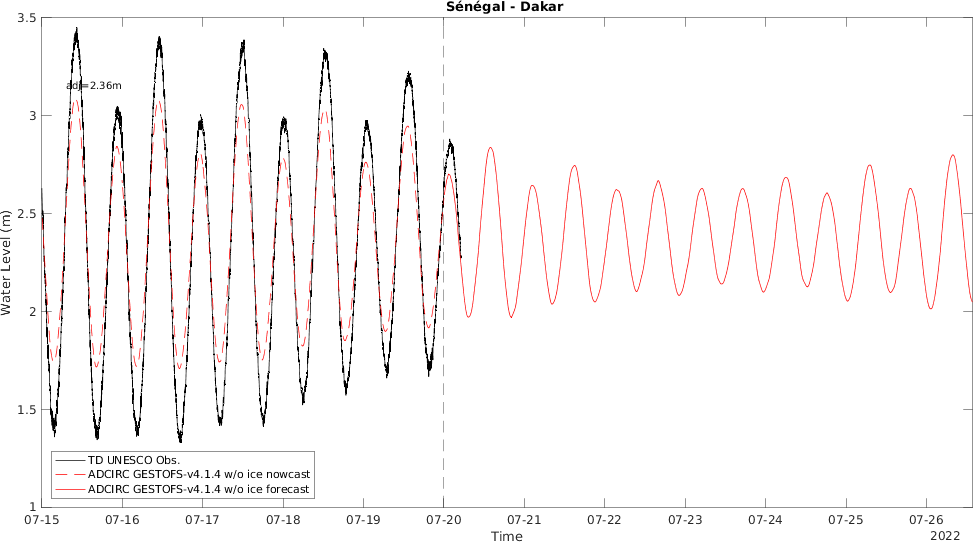 Sénégal - Dakar
3.5
adj=2.36m
3
2.5
Water Level (m)
2
1.5
TD UNESCO Obs.
ADCIRC GESTOFS-v4.1.4 w/o ice nowcast
ADCIRC GESTOFS-v4.1.4 w/o ice forecast
1
07-15 07-16 07-17 07-18 07-19 07-20 07-21 07-22 07-23 07-24 07-25 07-26
Time
2022